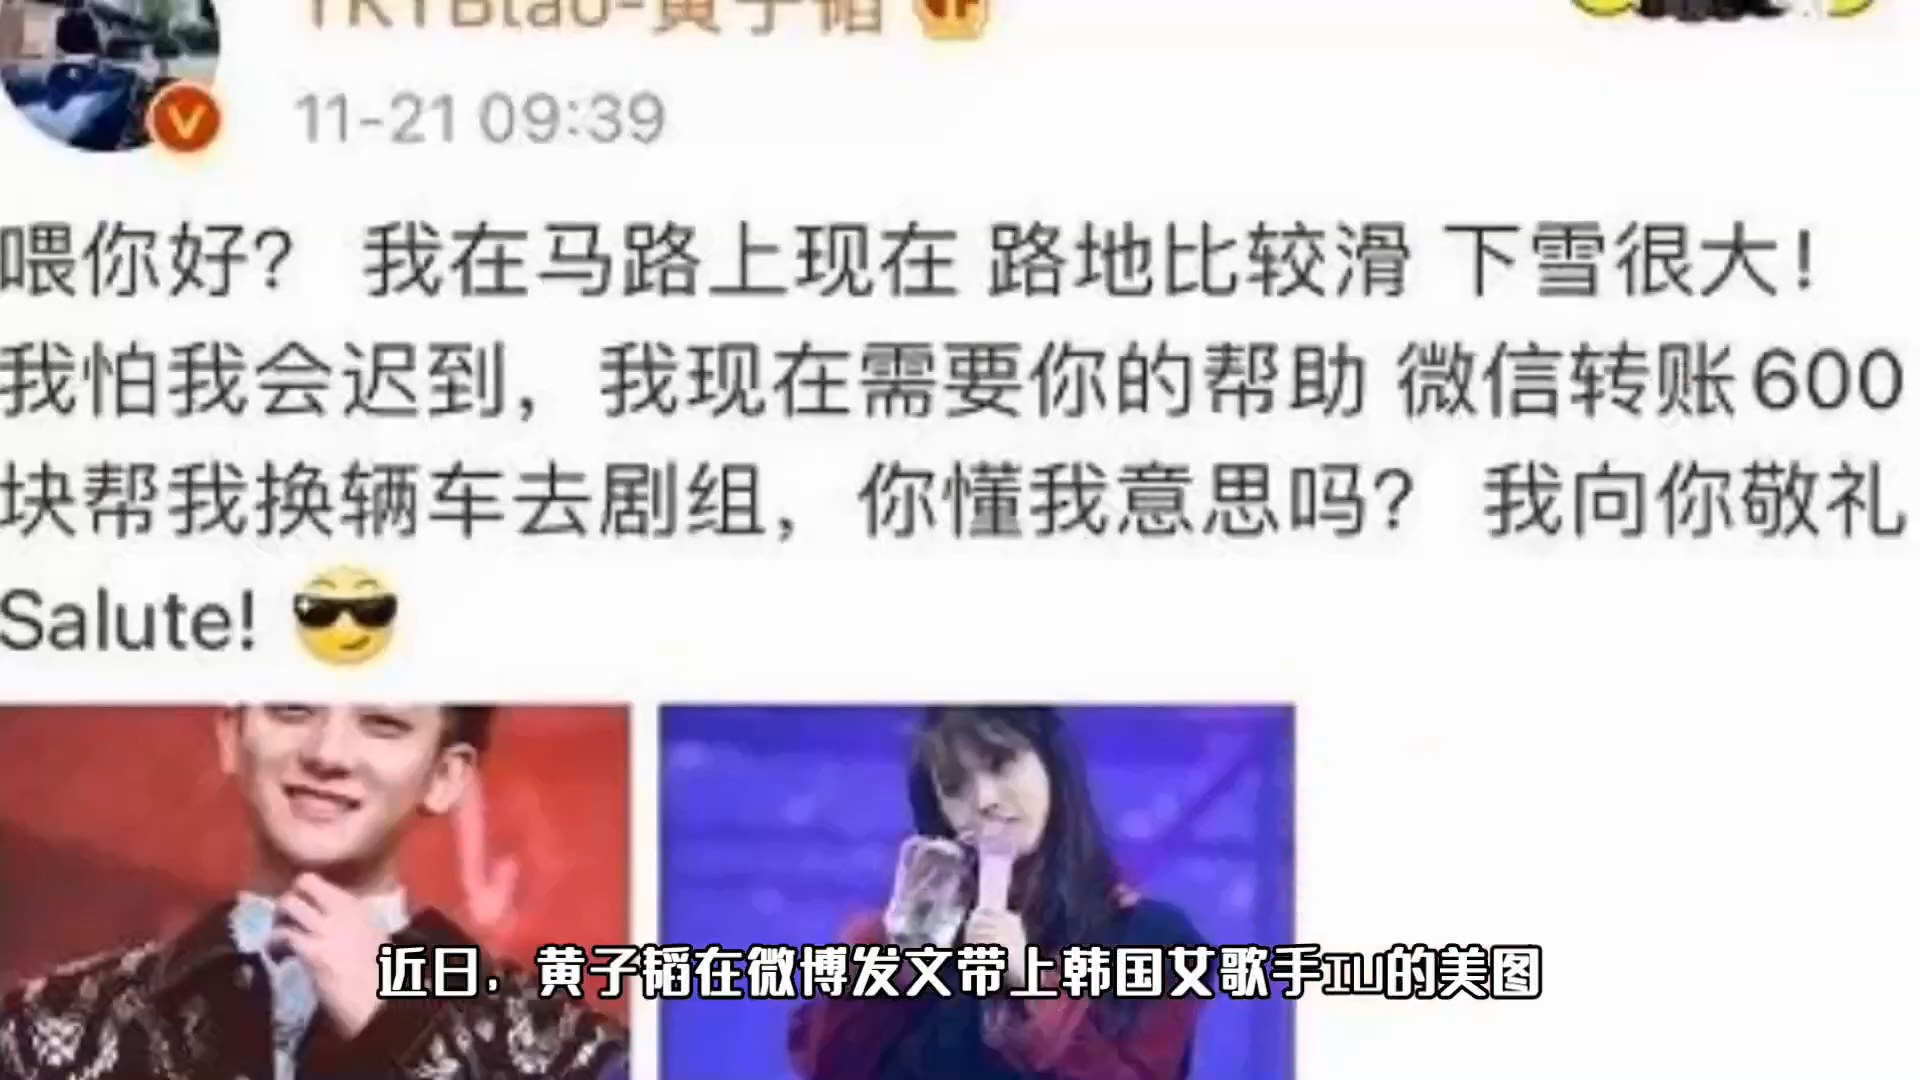 TKYBlaU-黄子韬
11-21 09:39
喂你好？ 我在马路上现在 路地比较滑 下雪很大！
我怕我会迟到，我现在需要你的帮助 微信转账600
块帮我换辆车去剧组，你懂我意思吗？ 我向你敬礼
Salute!
近日，黄子韬在微博发文带上韩国女歌手IU的美图